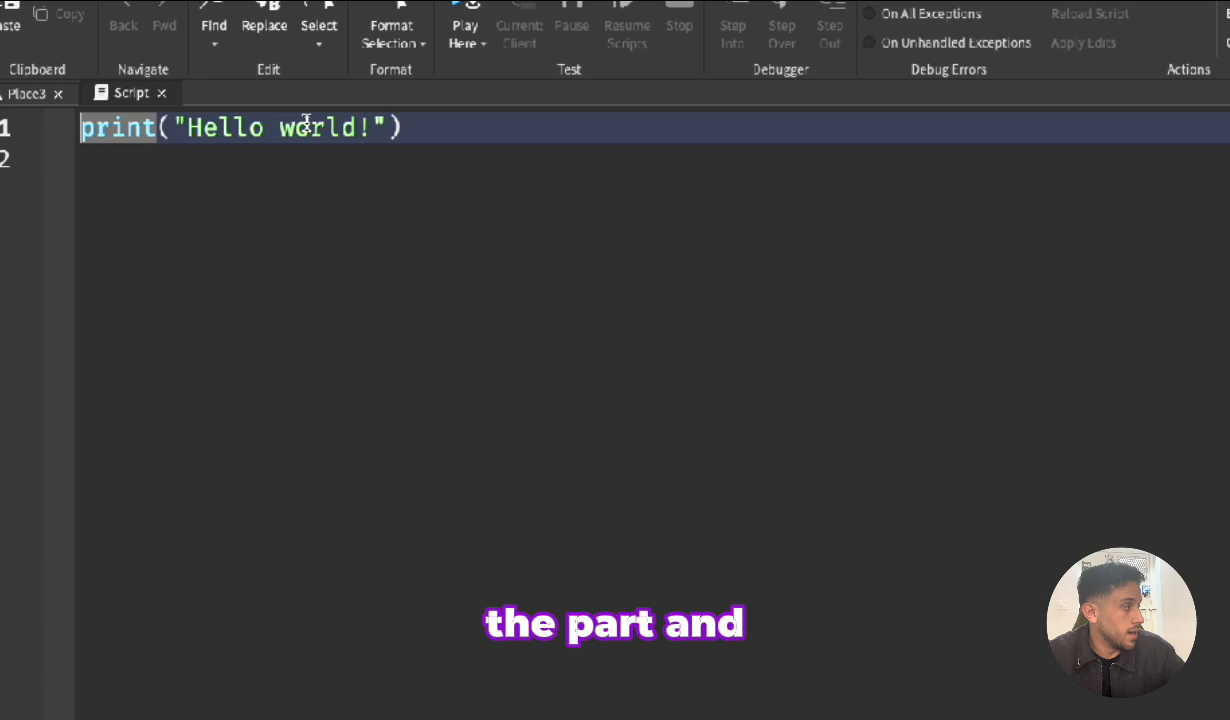 Copy
Back
Fwd
Find
Replace
Select
Format
Selection
Play
Here
Current:
Client
Pause
Resume
Scripts
Stop
Step
Into
Step
Over
Step
Out
On All Exceptions
On Unhandled Exceptions
Reload Script
Apply Edits
Clipboard
Navigate
Edit
Format
Test
Debugger
Debug Errors
Actions
Place3 ×
Script ×
1 print("Hello world!")
2
the part and